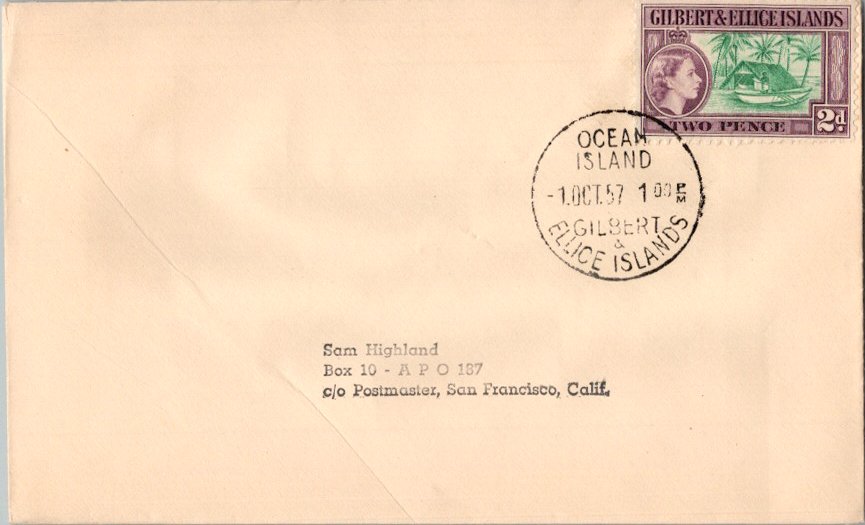 GILBERT & ELLICE ISLANDS
TWO PENCE
2d.
OCEAN
ISLAND
-1.OCT.57 1 00 PM
GILBERT
&
ELLICE ISLANDS
Sam Highland
Box 10 - A P O 187
c/o Postmaster, San Francisco, Calif.